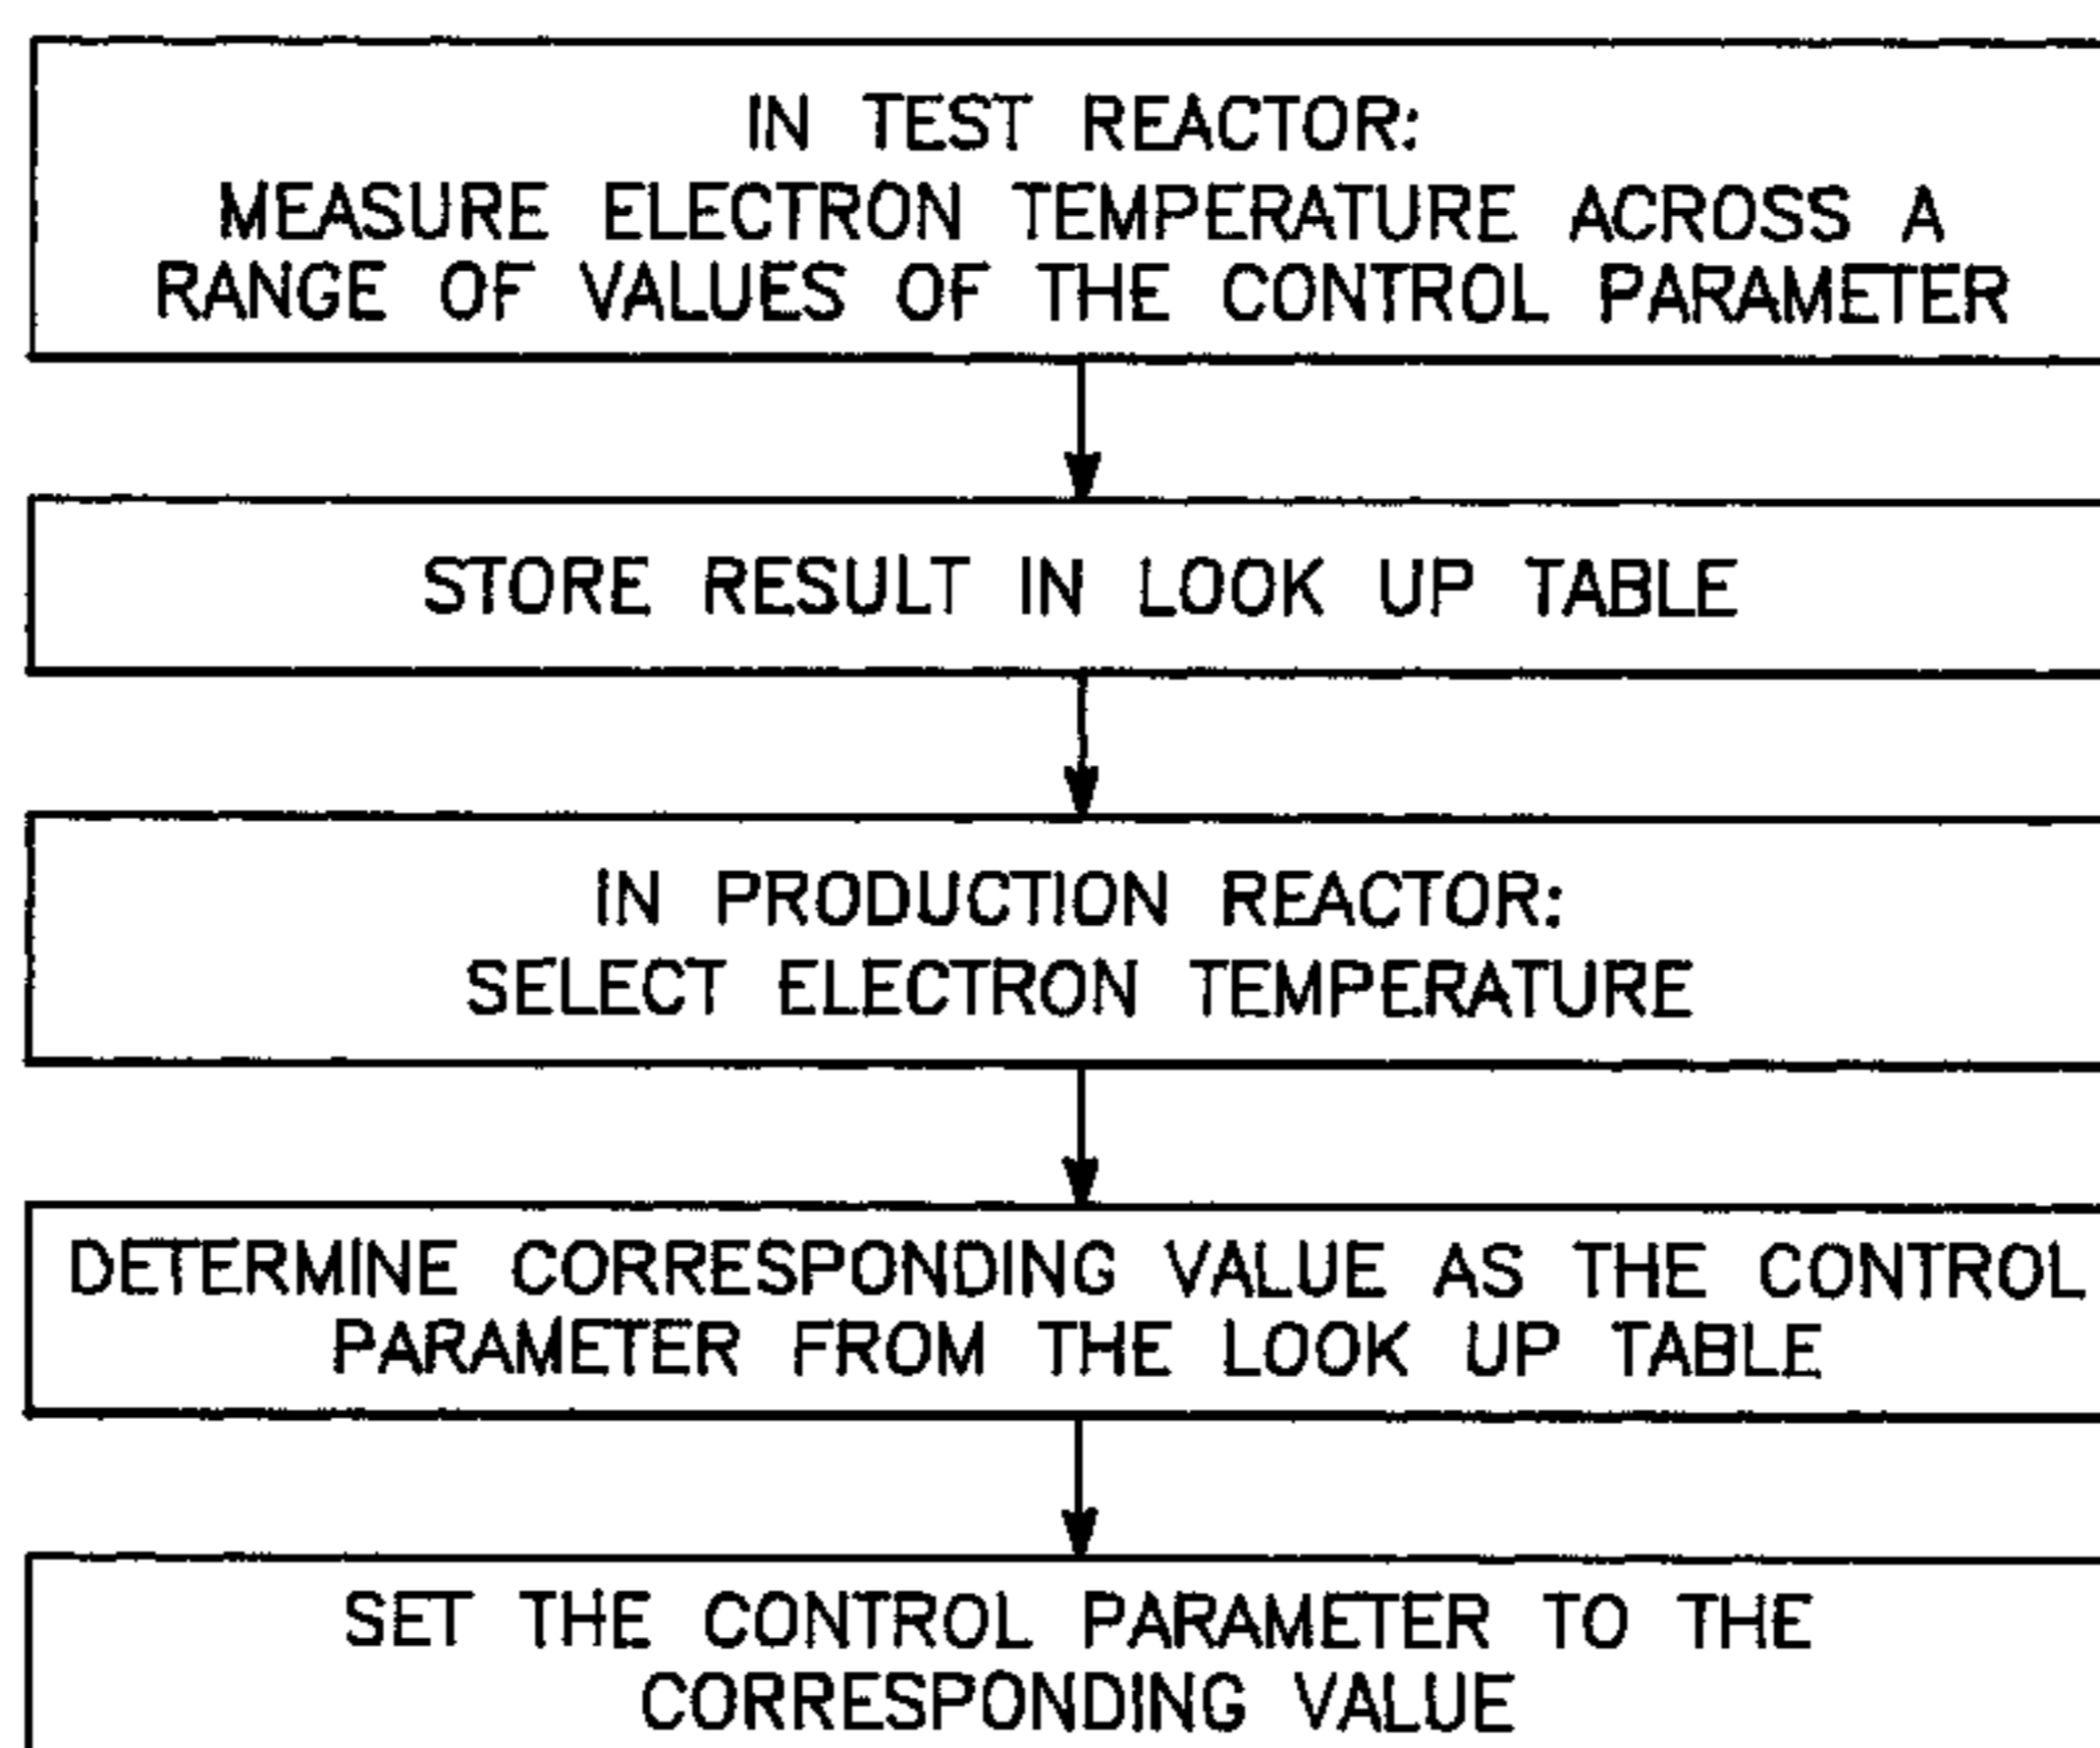 IN TEST REACTOR:
MEASURE ELECTRON TEMPERATURE ACROSS A
RANGE OF VALUES OF THE CONTROL PARAMETER
STORE RESULT IN LOOK UP TABLE
IN PRODUCTION REACTOR:
SELECT ELECTRON TEMPERATURE
DETERMINE CORRESPONDING VALUE AS THE CONTROL
PARAMETER FROM THE LOOK UP TABLE
SET THE CONTROL PARAMETER TO THE
CORRESPONDING VALUE